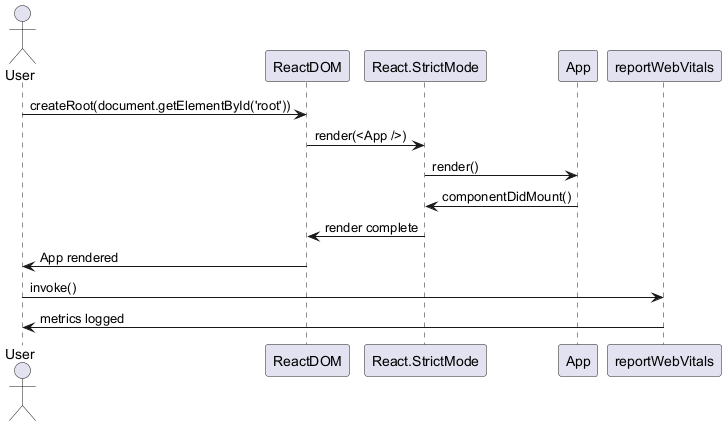 User
ReactDOM
React.StrictMode
App
reportWebVitals
createRoot(document.getElementById('root'))
render(<App />)
render()
componentDidMount()
render complete
App rendered
invoke()
metrics logged
User
ReactDOM
React.StrictMode
App
reportWebVitals